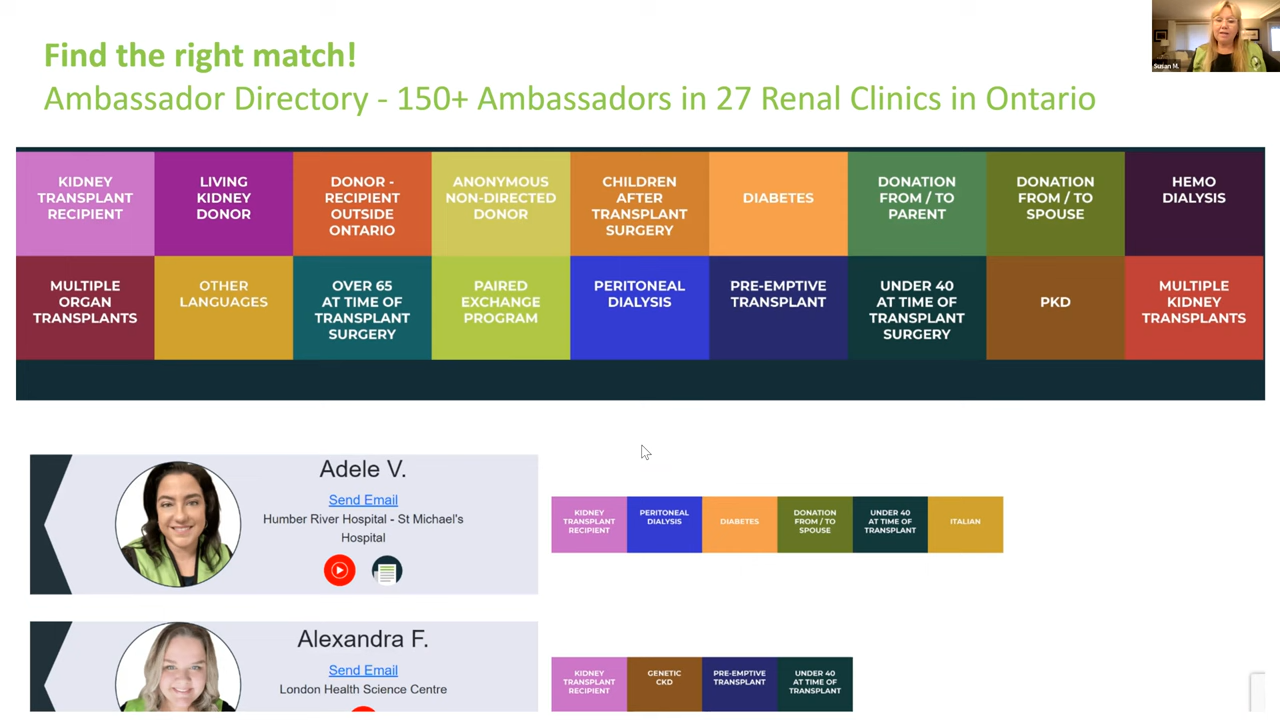 Find the right match!
Ambassador Directory - 150+ Ambassadors in 27 Renal Clinics in Ontario
Susan M.
KIDNEY
TRANSPLANT
RECIPIENT
LIVING
KIDNEY
DONOR
DONOR -
RECIPIENT
OUTSIDE
ONTARIO
ANONYMOUS
NON-DIRECTED
DONOR
CHILDREN
AFTER
TRANSPLANT
SURGERY
DIABETES
DONATION
FROM / TO
PARENT
DONATION
FROM / TO
SPOUSE
HEMO
DIALYSIS
MULTIPLE
ORGAN
TRANSPLANTS
OTHER
LANGUAGES
OVER 65
AT TIME OF
TRANSPLANT
SURGERY
PAIRED
EXCHANGE
PROGRAM
PERITONEAL
DIALYSIS
PRE-EMPTIVE
TRANSPLANT
UNDER 40
AT TIME OF
TRANSPLANT
SURGERY
PKD
MULTIPLE
KIDNEY
TRANSPLANTS
Adele V.
Send Email
Humber River Hospital - St Michael's
Hospital
KIDNEY
TRANSPLANT
RECIPIENT
PERITONEAL
DIALYSIS
DIABETES
DONATION
FROM / TO
SPOUSE
UNDER 40
AT TIME OF
TRANSPLANT
ITALIAN
Alexandra F.
Send Email
London Health Science Centre
KIDNEY
TRANSPLANT
RECIPIENT
GENETIC
CKD
PRE-EMPTIVE
TRANSPLANT
UNDER 40
AT TIME OF
TRANSPLANT